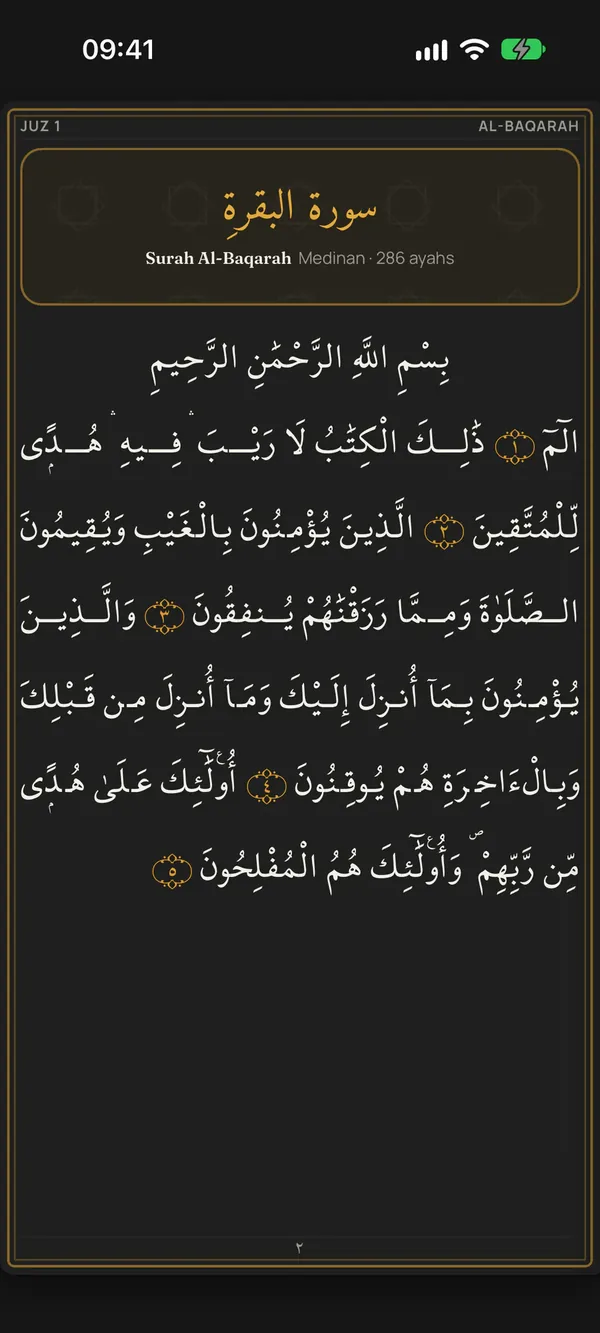 09:41
JUZ 1 AL-BAQARAH
سورة البقرةِ
Surah Al-Baqarah Medinan · 286 ayahs
بِسْمِ اللَّهِ الرَّحْمَٰنِ الرَّحِيمِ
الٓمٓ ١ ذَٰلِكَ الْكِتَٰبُ لَا رَيْبَ ۛ فِيهِ ۛ هُدًۭى
لِّلْمُتَّقِينَ ٢ الَّذِينَ يُؤْمِنُونَ بِالْغَيْبِ وَيُقِيمُونَ
الصَّلَوٰةَ وَمِمَّا رَزَقْنَٰهُمْ يُنفِقُونَ ٣ وَالَّذِينَ
يُؤْمِنُونَ بِمَآ أُنزِلَ إِلَيْكَ وَمَآ أُنزِلَ مِن قَبْلِكَ
وَبِالْءَاخِرَةِ هُمْ يُوقِنُونَ ٤ أُو۟لَٰٓئِكَ عَلَىٰ هُدًۭى
مِّن رَّبِّهِمْ ۖ وَأُو۟لَٰٓئِكَ هُمُ الْمُفْلِحُونَ ٥
٢